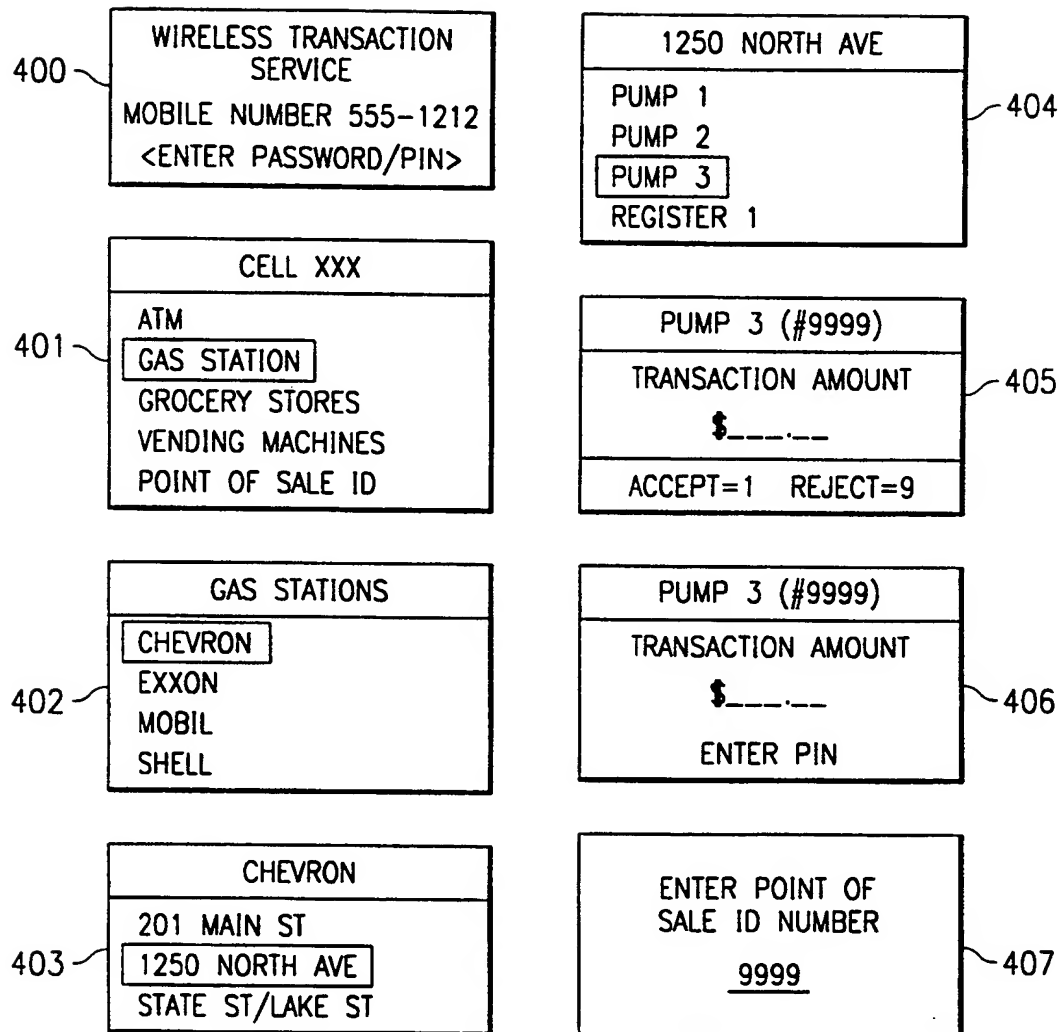 400
WIRELESS TRANSACTION
SERVICE
MOBILE NUMBER 555-1212
<ENTER PASSWORD/PIN>
401
CELL XXX
ATM
GAS STATION
GROCERY STORES
VENDING MACHINES
POINT OF SALE ID
402
GAS STATIONS
CHEVRON
EXXON
MOBIL
SHELL
403
CHEVRON
201 MAIN ST
1250 NORTH AVE
STATE ST/LAKE ST
404
1250 NORTH AVE
PUMP 1
PUMP 2
PUMP 3
REGISTER 1
405
PUMP 3 (#9999)
TRANSACTION AMOUNT
$___.__
ACCEPT=1 REJECT=9
406
PUMP 3 (#9999)
TRANSACTION AMOUNT
$___.__
ENTER PIN
407
ENTER POINT OF
SALE ID NUMBER
9999